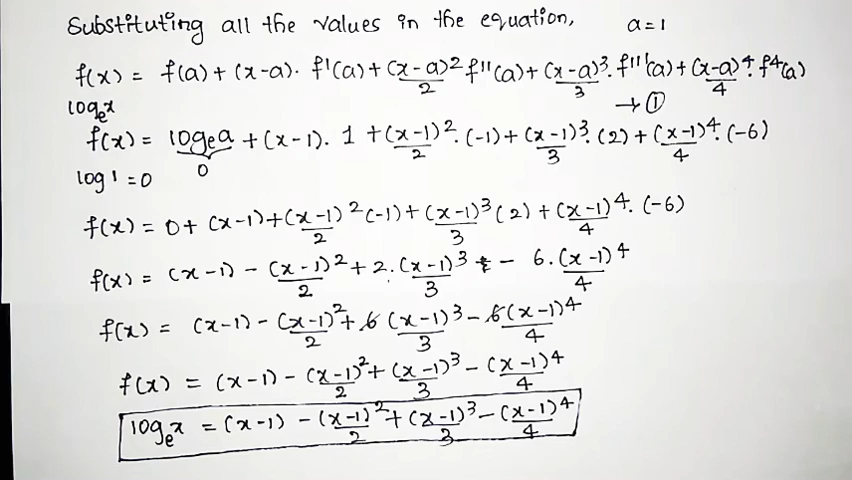 Substituting all the values in the equation, a=1
f(x) = f(a) + (x-a). f'(a) + (x-a)²/2 f''(a) + (x-a)³/3 . f'''(a) + (x-a)⁴/4 . f⁴(a)
logₑx → ①
f(x) = logₑa + (x-1). 1 + (x-1)²/2 . (-1) + (x-1)³/3 . (2) + (x-1)⁴/4 . (-6)
log 1 = 0 0
f(x) = 0 + (x-1) + (x-1)²/2 (-1) + (x-1)³/3 (2) + (x-1)⁴/4 . (-6)
f(x) = (x-1) - (x-1)²/2 + 2. (x-1)³/3 - 6. (x-1)⁴/4
f(x) = (x-1) - (x-1)²/2 + 6 (x-1)³/3 - 6 (x-1)⁴/4
f(x) = (x-1) - (x-1)²/2 + (x-1)³/3 - (x-1)⁴/4
logₑx = (x-1) - (x-1)²/2 + (x-1)³/3 - (x-1)⁴/4